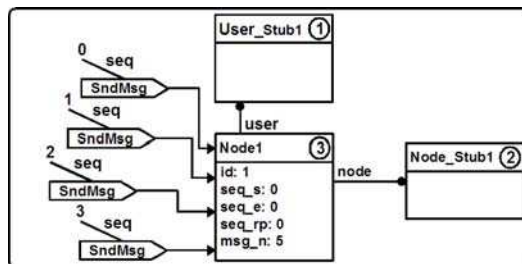 User_Stub1 1
0
seq
SndMsg
1
seq
SndMsg
user
2
seq
SndMsg
Node1 3
id: 1
seq_s: 0
seq_e: 0
seq_rp: 0
msg_n: 5
node
Node_Stub1 2
3
seq
SndMsg